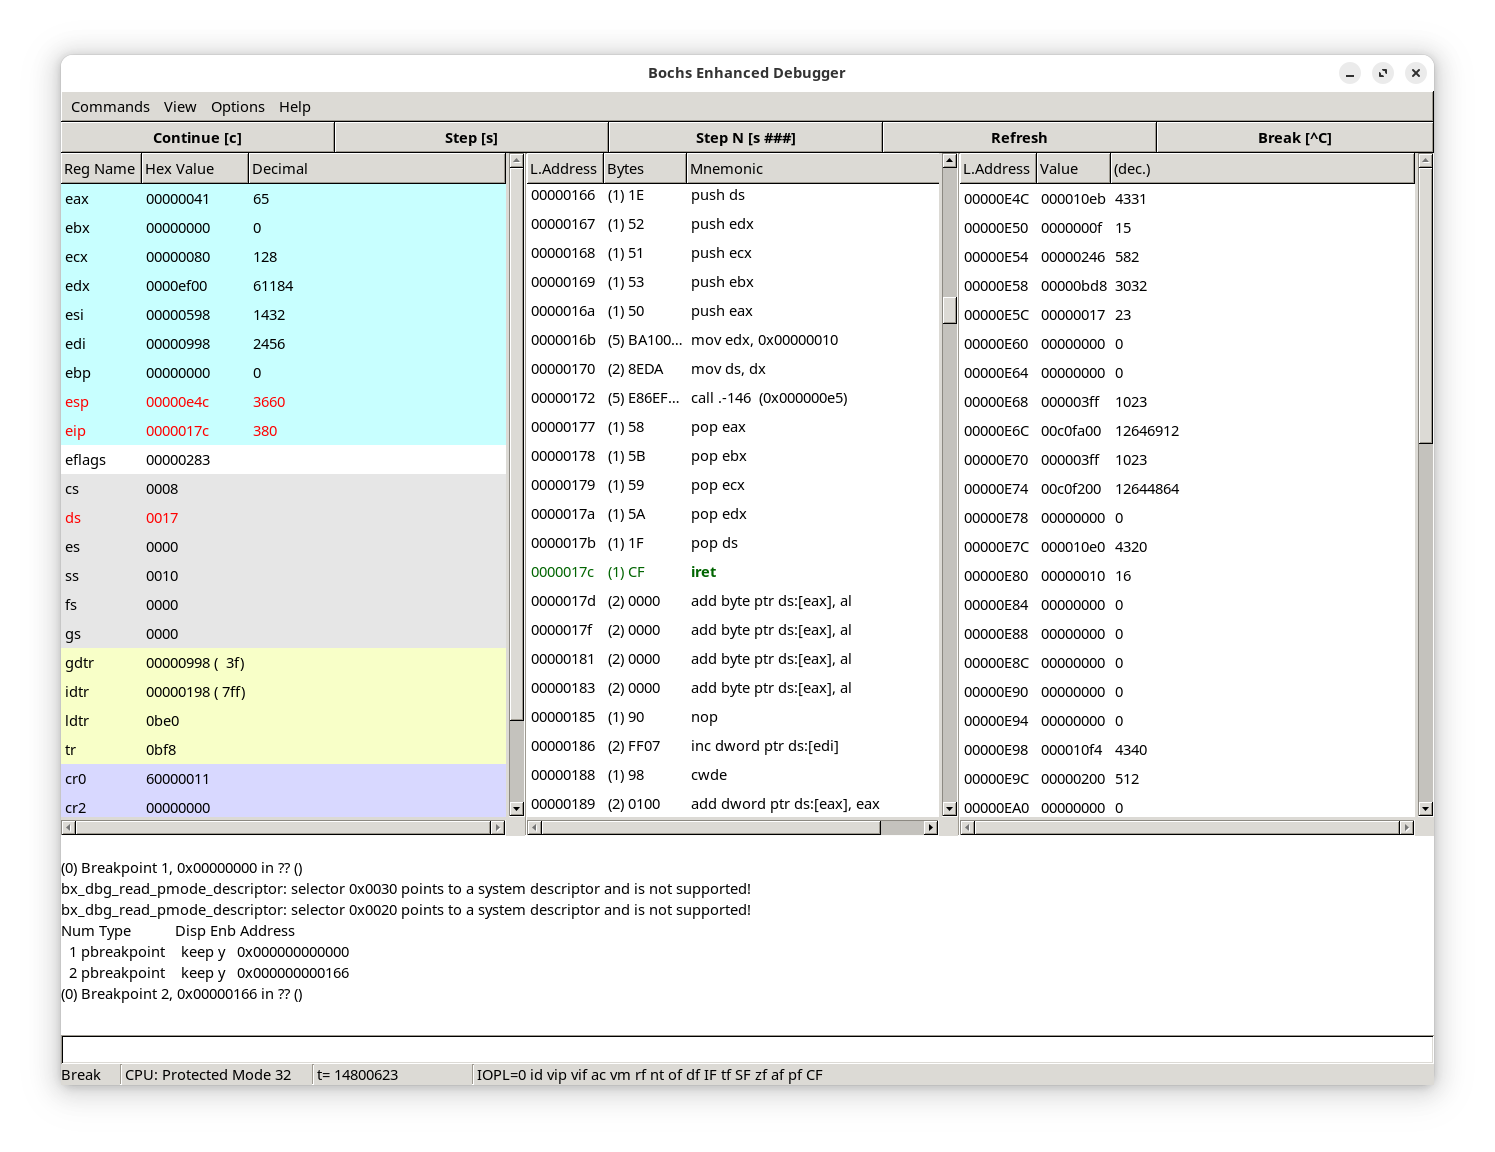 Bochs Enhanced Debugger
Commands View Options Help
Continue [c] Step [s] Step N [s ###] Refresh Break [^C]
Reg Name Hex Value Decimal
eax 00000041 65
ebx 00000000 0
ecx 00000080 128
edx 0000ef00 61184
esi 00000598 1432
edi 00000998 2456
ebp 00000000 0
esp 00000e4c 3660
eip 0000017c 380
eflags 00000283
cs 0008
ds 0017
es 0000
ss 0010
fs 0000
gs 0000
gdtr 00000998 ( 3f)
idtr 00000198 ( 7ff)
ldtr 0be0
tr 0bf8
cr0 60000011
cr2 00000000
L.Address Bytes Mnemonic
00000166 (1) 1E push ds
00000167 (1) 52 push edx
00000168 (1) 51 push ecx
00000169 (1) 53 push ebx
0000016a (1) 50 push eax
0000016b (5) BA100... mov edx, 0x00000010
00000170 (2) 8EDA mov ds, dx
00000172 (5) E86EF... call .-146 (0x000000e5)
00000177 (1) 58 pop eax
00000178 (1) 5B pop ebx
00000179 (1) 59 pop ecx
0000017a (1) 5A pop edx
0000017b (1) 1F pop ds
0000017c (1) CF iret
0000017d (2) 0000 add byte ptr ds:[eax], al
0000017f (2) 0000 add byte ptr ds:[eax], al
00000181 (2) 0000 add byte ptr ds:[eax], al
00000183 (2) 0000 add byte ptr ds:[eax], al
00000185 (1) 90 nop
00000186 (2) FF07 inc dword ptr ds:[edi]
00000188 (1) 98 cwde
00000189 (2) 0100 add dword ptr ds:[eax], eax
L.Address Value (dec.)
00000E4C 000010eb 4331
00000E50 0000000f 15
00000E54 00000246 582
00000E58 00000bd8 3032
00000E5C 00000017 23
00000E60 00000000 0
00000E64 00000000 0
00000E68 000003ff 1023
00000E6C 00c0fa00 12646912
00000E70 000003ff 1023
00000E74 00c0f200 12644864
00000E78 00000000 0
00000E7C 000010e0 4320
00000E80 00000010 16
00000E84 00000000 0
00000E88 00000000 0
00000E8C 00000000 0
00000E90 00000000 0
00000E94 00000000 0
00000E98 000010f4 4340
00000E9C 00000200 512
00000EA0 00000000 0
(0) Breakpoint 1, 0x00000000 in ?? ()
bx_dbg_read_pmode_descriptor: selector 0x0030 points to a system descriptor and is not supported!
bx_dbg_read_pmode_descriptor: selector 0x0020 points to a system descriptor and is not supported!
Num Type Disp Enb Address
1 pbreakpoint keep y 0x000000000000
2 pbreakpoint keep y 0x000000000166
(0) Breakpoint 2, 0x00000166 in ?? ()
Break CPU: Protected Mode 32 t= 14800623 IOPL=0 id vip vif ac vm rf nt of df IF tf SF zf af pf CF